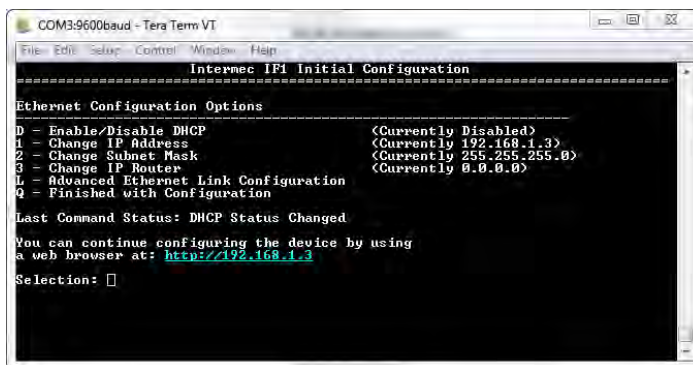 COM3:9600baud - Tera Term VT
File Edit Setup Control Window Help
Intermec IF1 Initial Configuration
Ethernet Configuration Options
D - Enable/Disable DHCP (Currently Disabled)
1 - Change IP Address (Currently 192.168.1.3)
2 - Change Subnet Mask (Currently 255.255.255.0)
3 - Change IP Router (Currently 0.0.0.0)
L - Advanced Ethernet Link Configuration
Q - Finished with Configuration
Last Command Status: DHCP Status Changed
You can continue configuring the device by using
a web browser at: http://192.168.1.3
Selection: